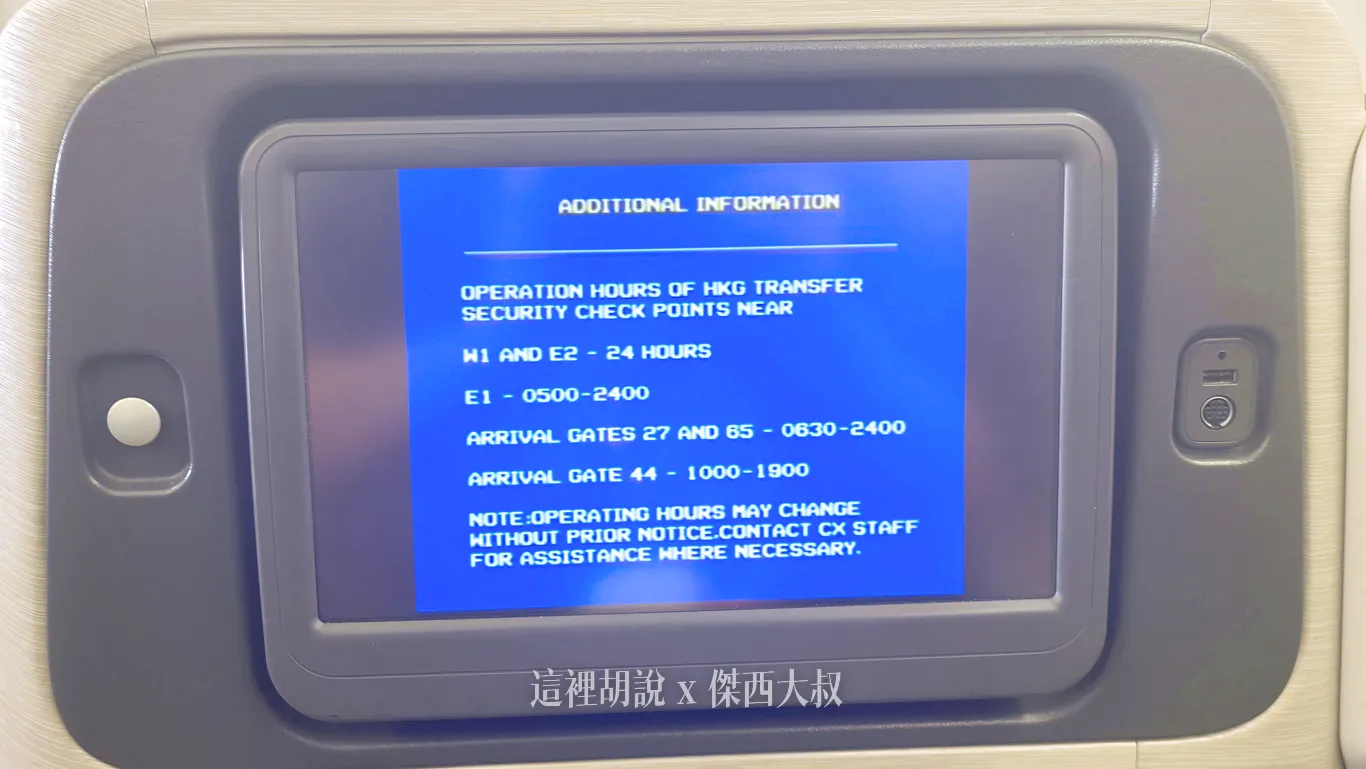 ADDITIONAL INFORMATION
OPERATION HOURS OF HKG TRANSFER
SECURITY CHECK POINTS NEAR
W1 AND E2 - 24 HOURS
E1 - 0500-2400
ARRIVAL GATES 27 AND 65 - 0630-2400
ARRIVAL GATE 44 - 1000-1900
NOTE:OPERATING HOURS MAY CHANGE
WITHOUT PRIOR NOTICE.CONTACT CX STAFF
FOR ASSISTANCE WHERE NECESSARY.
這裡胡說 x 傑西大叔